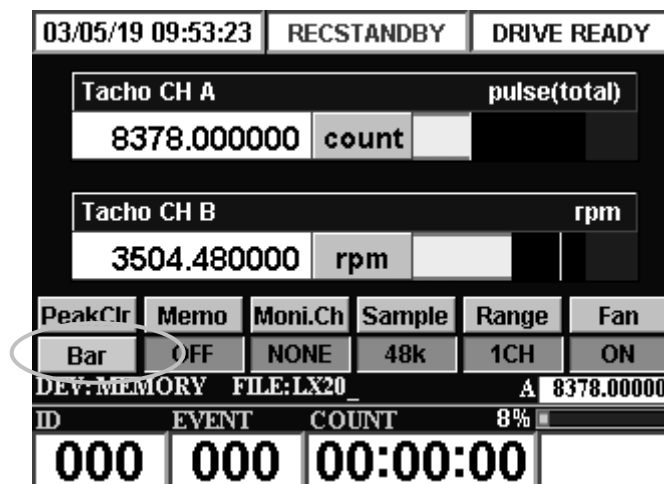 03/05/19 09:53:23 RECSTANDBY DRIVE READY
Tacho CH A pulse(total)
8378.000000 count
Tacho CH B rpm
3504.480000 rpm
PeakClr Memo Moni.Ch Sample Range Fan
Bar OFF NONE 48k 1CH ON
DEV:MEMORY FILE:LX20_ A 8378.00000
ID EVENT COUNT 8%
000 000 00:00:00